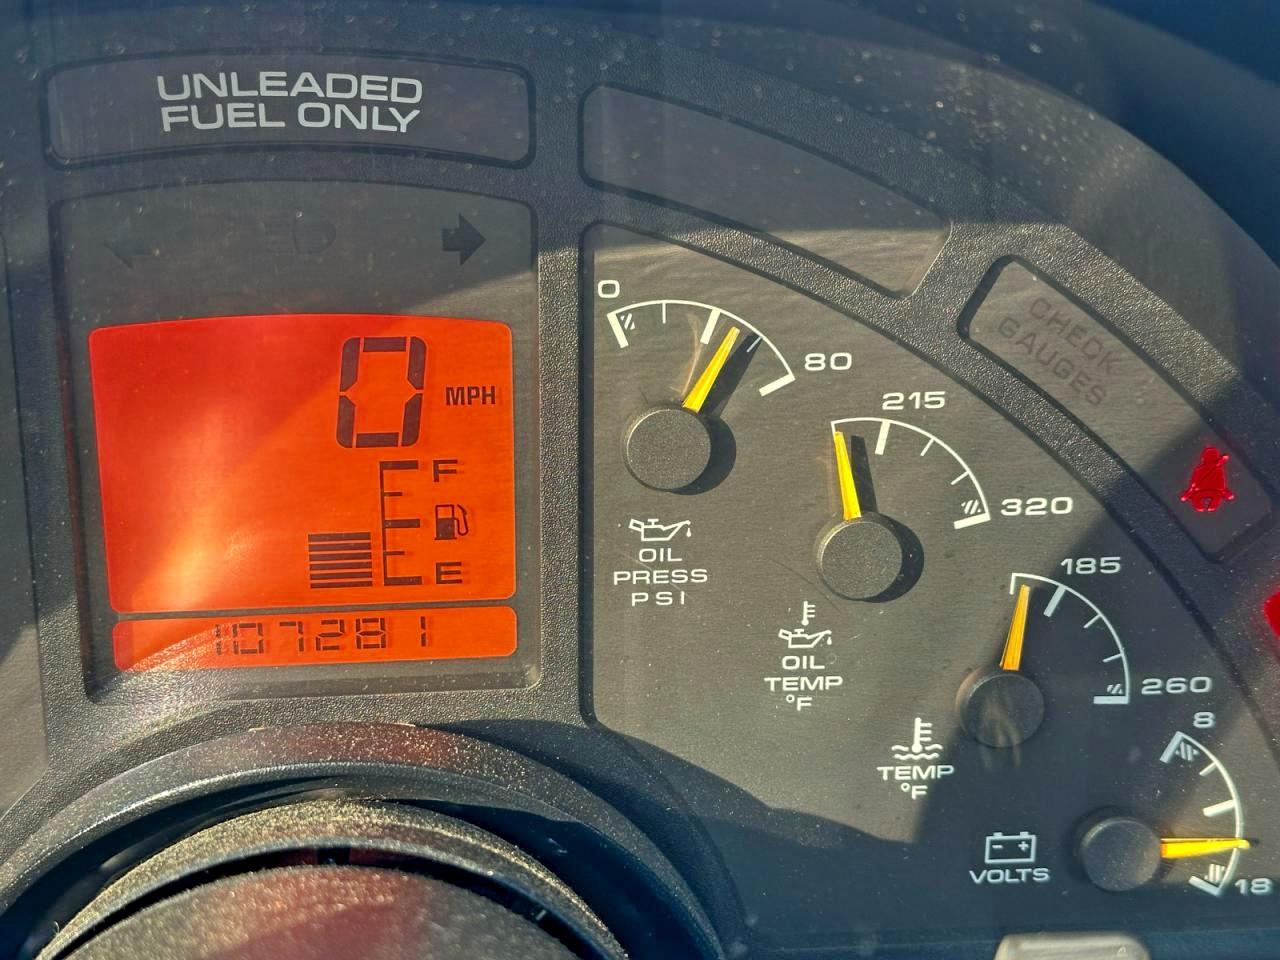 UNLEADED
FUEL ONLY
0
MPH
F
E
107281
0
80
OIL
PRESS
PSI
215
320
OIL
TEMP
°F
185
260
TEMP
°F
8
18
VOLTS
CHECK
GAUGES